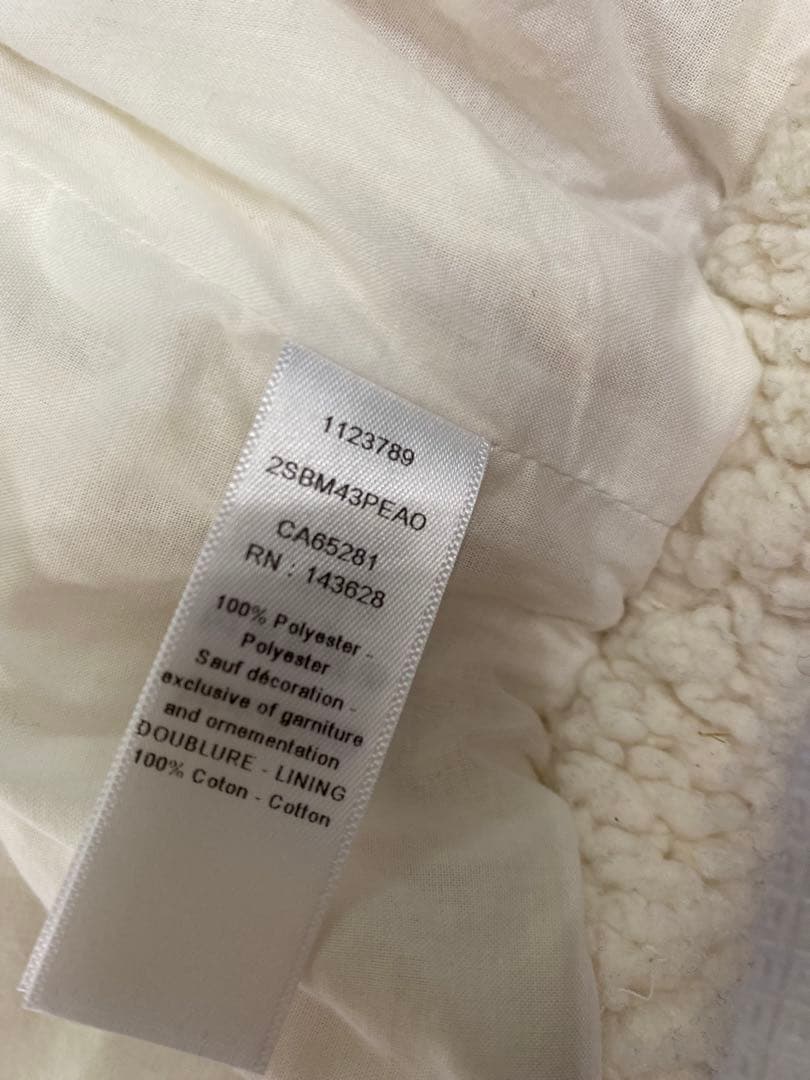 1123789
2SBM43PEAO
CA65281
RN : 143628
100% Polyester -
Polyester
Sauf décoration -
exclusive of garniture
and ornementation
DOUBLURE - LINING
100% Coton - Cotton